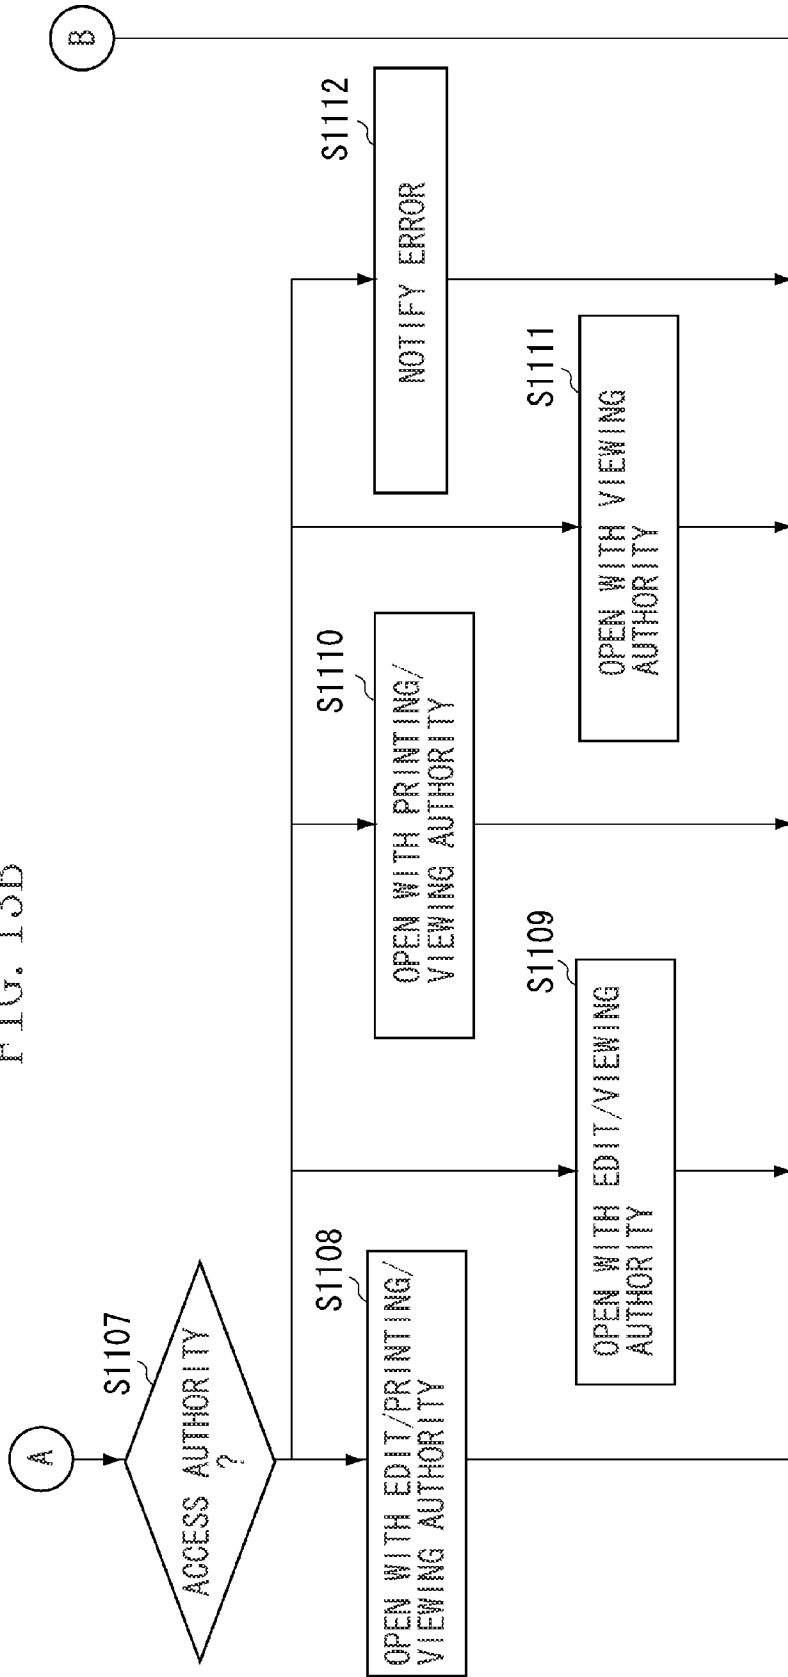 FIG. 13B
A
B
S1107
ACCESS AUTHORITY
?
S1108
OPEN WITH EDIT/PRINTING/
VIEWING AUTHORITY
S1109
OPEN WITH EDIT/VIEWING
AUTHORITY
S1110
OPEN WITH PRINTING/
VIEWING AUTHORITY
S1111
OPEN WITH VIEWING
AUTHORITY
S1112
NOTIFY ERROR